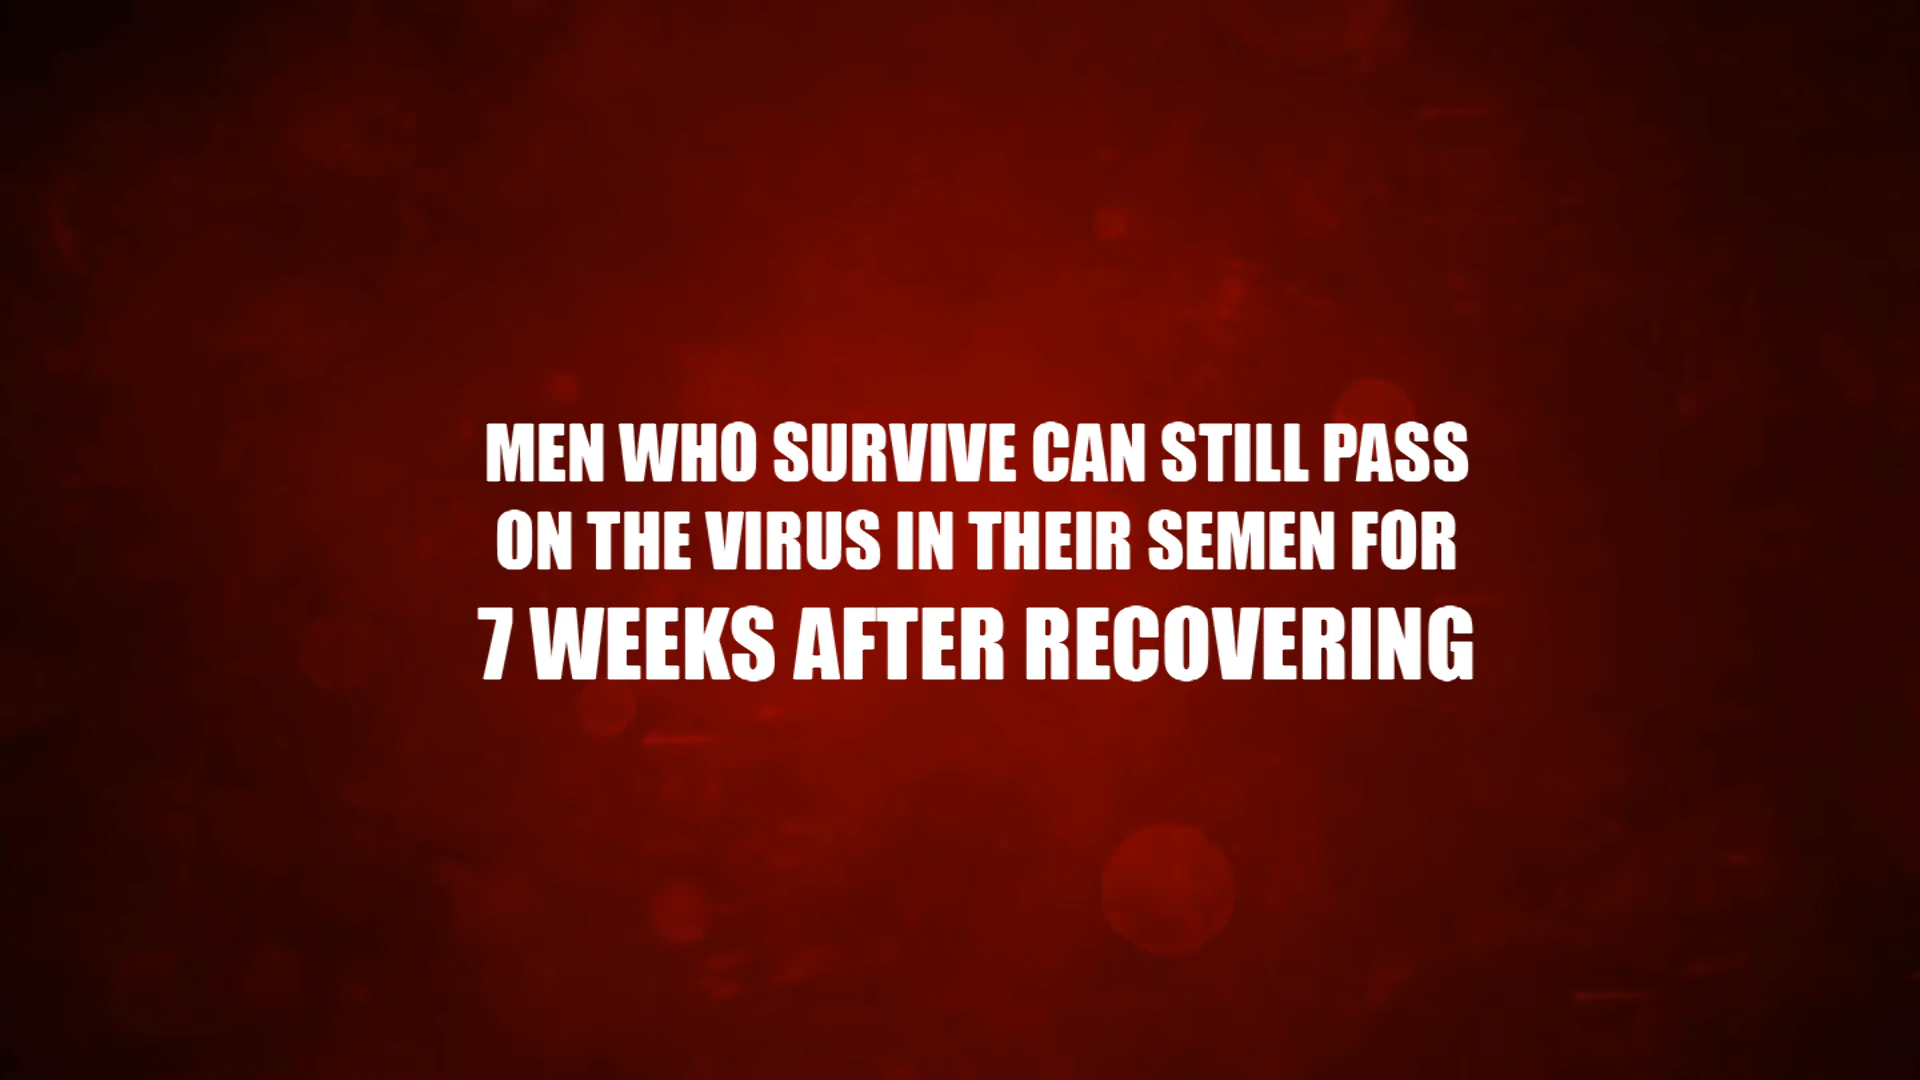 MEN WHO SURVIVE CAN STILL PASS
ON THE VIRUS IN THEIR SEMEN FOR
7 WEEKS AFTER RECOVERING